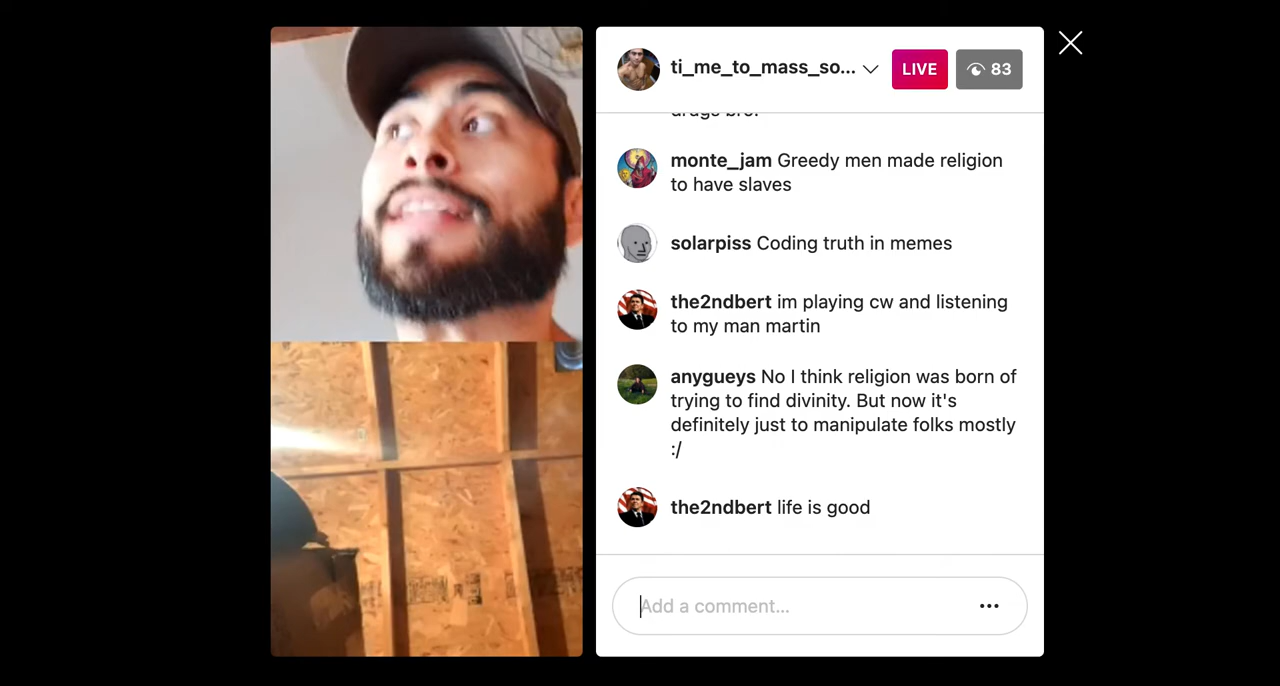 ti_me_to_mass_so...
LIVE
83
drugs bro.
monte_jam Greedy men made religion
to have slaves
solarpiss Coding truth in memes
the2ndbert im playing cw and listening
to my man martin
anygueys No I think religion was born of
trying to find divinity. But now it's
definitely just to manipulate folks mostly
:/
the2ndbert life is good
Add a comment...